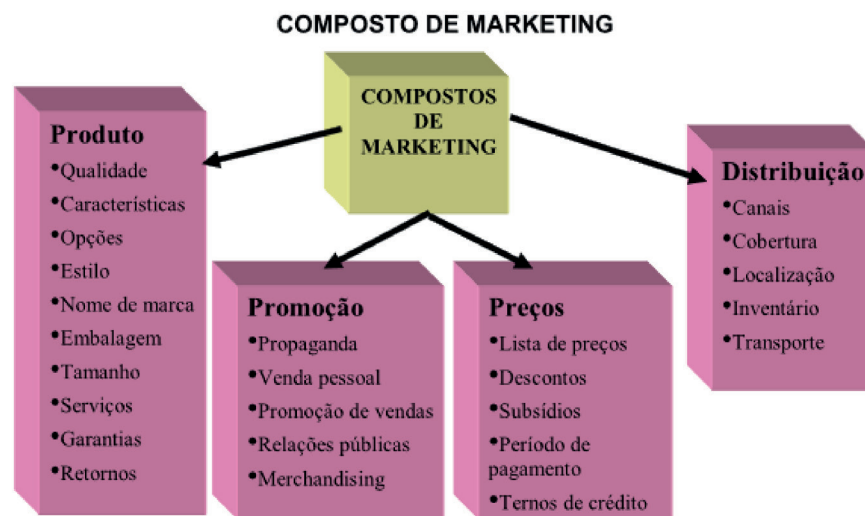 COMPOSTO DE MARKETING
COMPOSTOS
DE
MARKETING
Produto
•Qualidade
•Características
•Opções
•Estilo
•Nome de marca
•Embalagem
•Tamanho
•Serviços
•Garantias
•Retornos
Promoção
•Propaganda
•Venda pessoal
•Promoção de vendas
•Relações públicas
•Merchandising
Preços
•Lista de preços
•Descontos
•Subsídios
•Período de
pagamento
•Ternos de crédito
Distribuição
•Canais
•Cobertura
•Localização
•Inventário
•Transporte